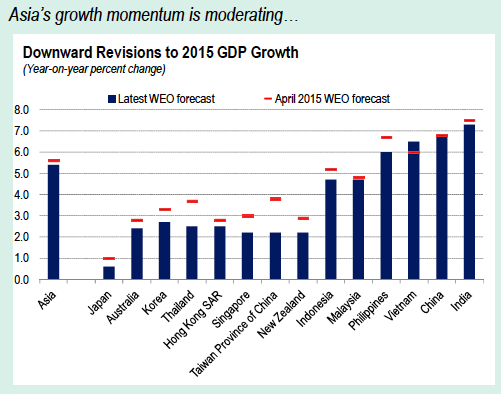 Asia's growth momentum is moderating…
Downward Revisions to 2015 GDP Growth
(Year-on-year percent change)
Latest WEO forecast
April 2015 WEO forecast
8.0
7.0
6.0
5.0
4.0
3.0
2.0
1.0
0.0
Asia
Japan
Australia
Korea
Thailand
Hong Kong SAR
Singapore
Taiwan Province of China
New Zealand
Indonesia
Malaysia
Philippines
Vietnam
China
India